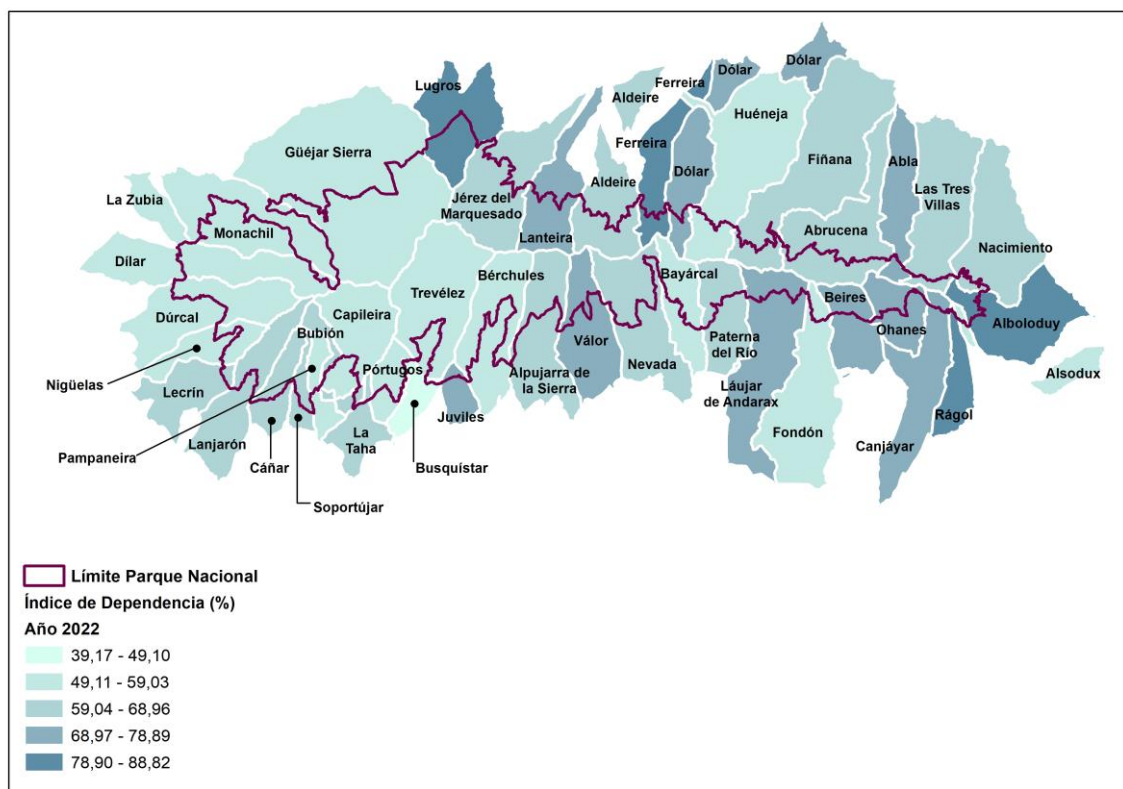 Dólar
Dólar
Lugros
Ferreira
Aldeire
Huéneja
Ferreira
Güéjar Sierra
Fiñana
Abla
Dólar
Aldeire
Las Tres
Villas
La Zubia
Jérez del
Marquesado
Monachil
Abrucena
Lanteira
Nacimiento
Dílar
Bérchules
Bayárcal
Trevélez
Beires
Dúrcal
Capileira
Alboloduy
Bubión
Ohanes
Válor
Paterna
del Río
Nevada
Pórtugos
Alpujarra de
la Sierra
Alsodux
Nigüelas
Láujar
de Andarax
Lecrín
Juviles
Rágol
Fondón
La
Taha
Lanjarón
Canjáyar
Pampaneira
Cáñar
Busquístar
Soportújar
Límite Parque Nacional
Índice de Dependencia (%)
Año 2022
39,17 - 49,10
49,11 - 59,03
59,04 - 68,96
68,97 - 78,89
78,90 - 88,82